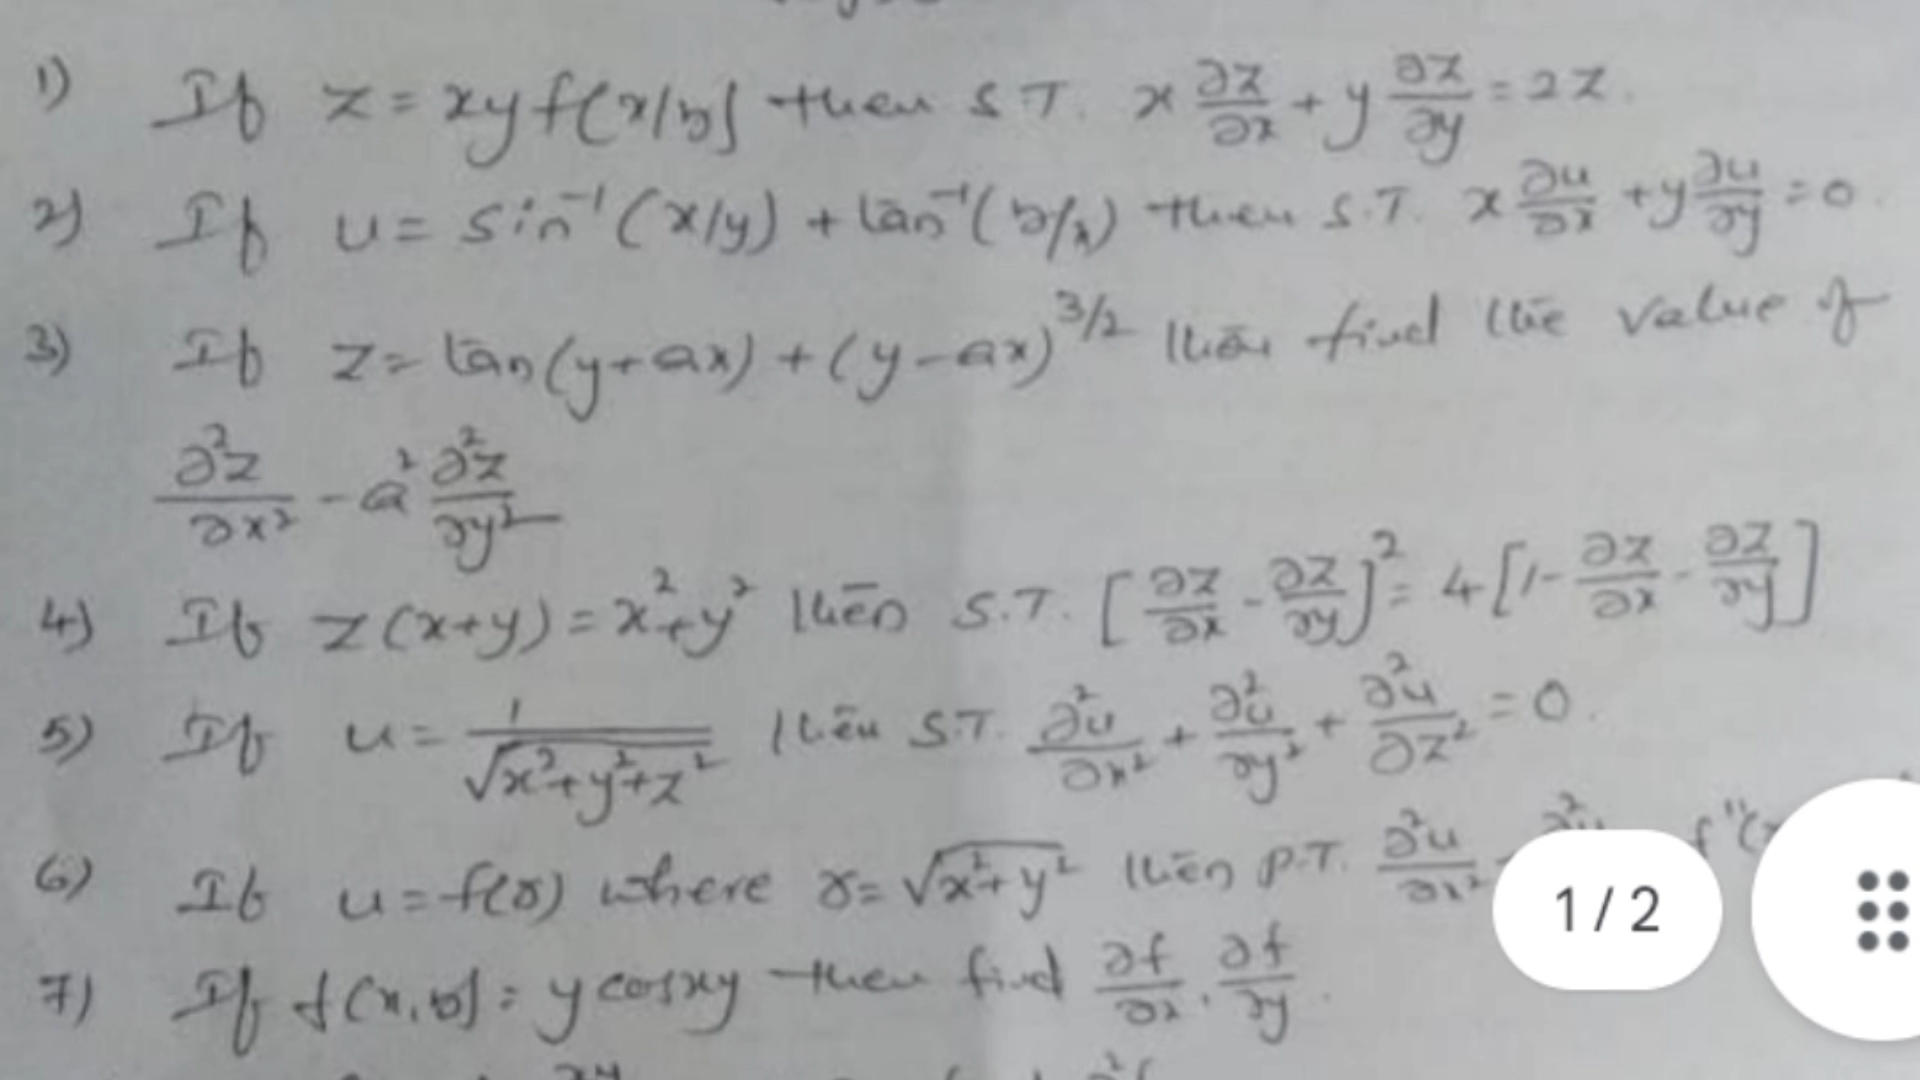 1) If z = xy f(x/y) then S.T. x ∂z/∂x + y ∂z/∂y = 2z.
2) If u = sin⁻¹(x/y) + tan⁻¹(y/x) then S.T. x ∂u/∂x + y ∂u/∂y = 0.
3) If z = tan(y+ax) + (y-ax)^3/2 then find the value of
∂²z/∂x² - a² ∂²z/∂y²
4) If z(x+y) = x²+y² then S.T. [∂z/∂x - ∂z/∂y]² = 4[1 - ∂z/∂x - ∂z/∂y]
5) If u = 1/√x²+y²+z² then S.T. ∂²u/∂x² + ∂²u/∂y² + ∂²u/∂z² = 0.
6) If u = f(r) where r = √x²+y² then P.T. ∂²u/∂x²
1 / 2
7) If f(x,y) = y cosxy then find ∂f/∂x, ∂f/∂y.